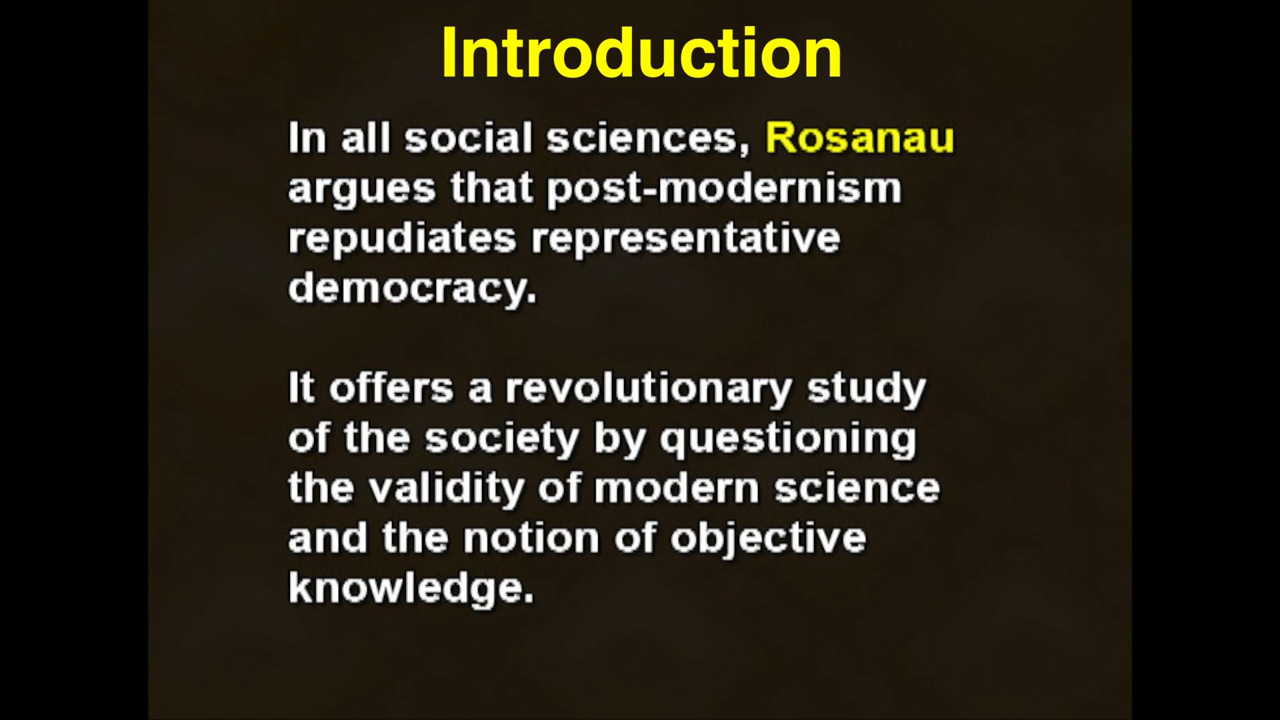 Introduction
In all social sciences, Rosanau
argues that post-modernism
repudiates representative
democracy.
It offers a revolutionary study
of the society by questioning
the validity of modern science
and the notion of objective
knowledge.